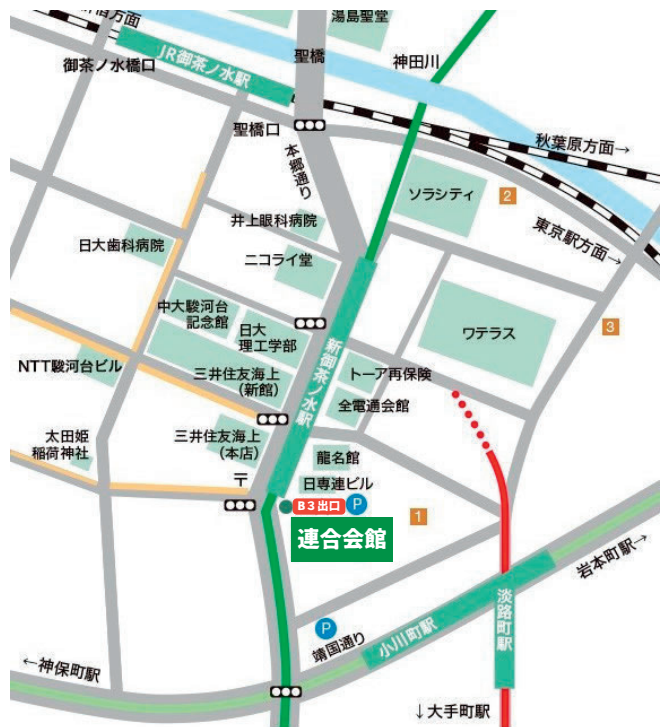 湯島聖堂
聖橋
神田川
御茶ノ水橋口
JR御茶ノ水駅
聖橋口
本郷通り
秋葉原方面→
ソラシティ
2
井上眼科病院
東京駅方面→
日大歯科病院
ニコライ堂
中大駿河台
記念館
日大
理工学部
新御茶ノ水駅
ワテラス
3
NTT駿河台ビル
三井住友海上
(新館)
トーア再保険
全電通会館
太田姫
稲荷神社
三井住友海上
(本店)
龍名館
〒
日専連ビル
B3出口
P
1
連合会館
岩本町駅→
淡路町駅
小川町駅
P
靖国通り
←神保町駅
↓大手町駅